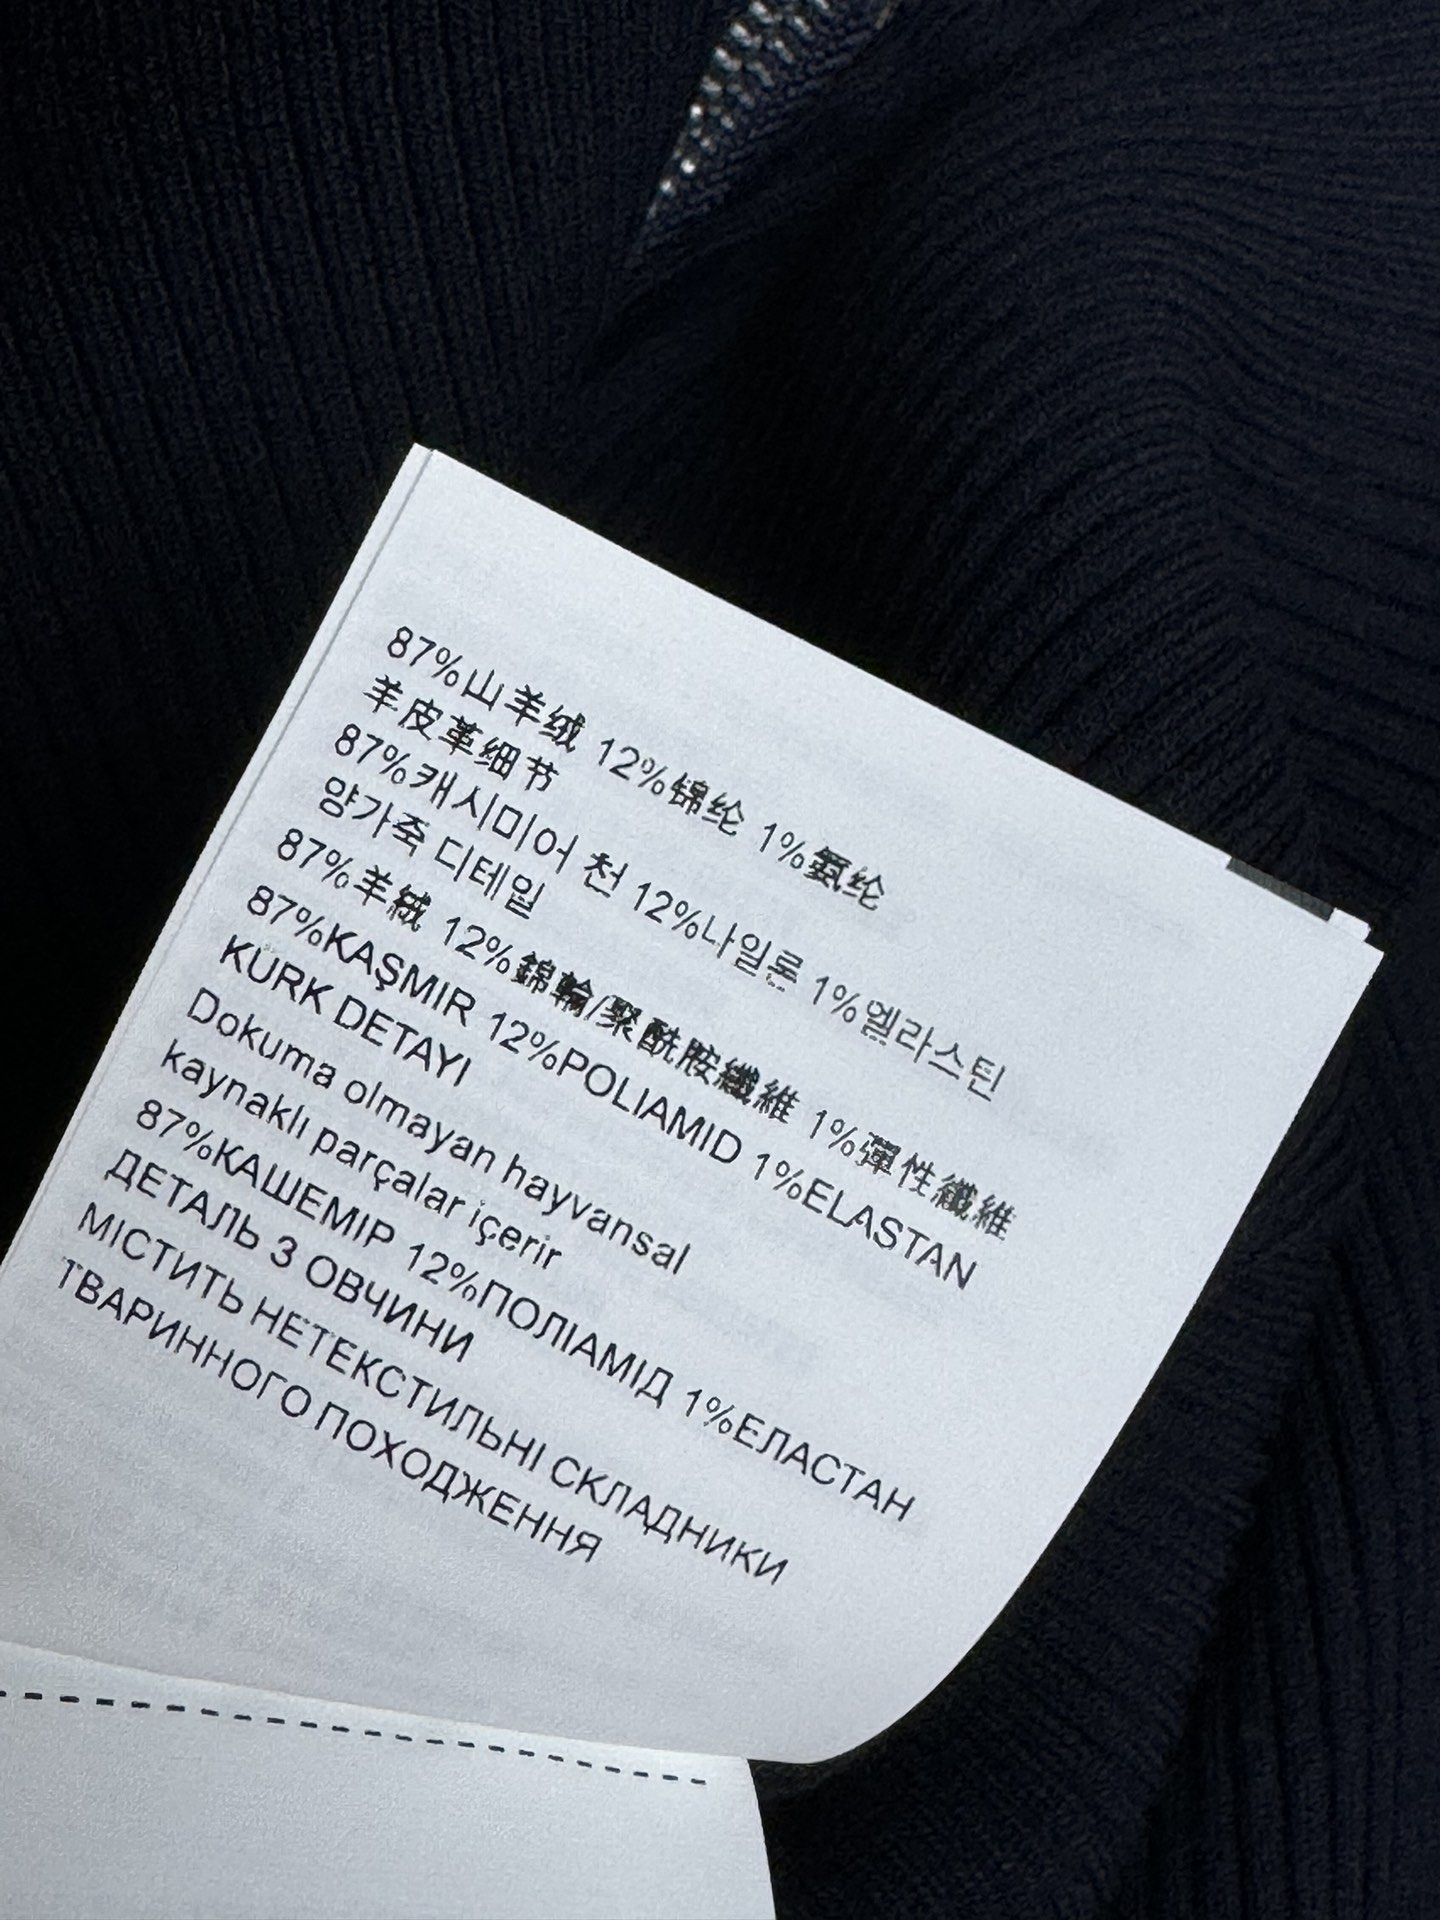 87%山羊绒 12%锦纶 1%氨纶
羊皮革细节
87%캐시미어 천 12%나일론 1%엘라스틴
양가죽 디테일
87%羊絨 12%錦輪/聚酰胺纖維 1%彈性纖維
87%KAŞMIR 12%POLIAMID 1%ELASTAN
KÜRK DETAYI
Dokuma olmayan hayvansal
kaynaklı parçalar içerir
87%КАШЕМІР 12%ПОЛІАМІД 1%ЕЛАСТАН
ДЕТАЛЬ З ОВЧИНИ
МІСТИТЬ НЕТЕКСТИЛЬНІ СКЛАДНИКИ
ТВАРИННОГО ПОХОДЖЕННЯ